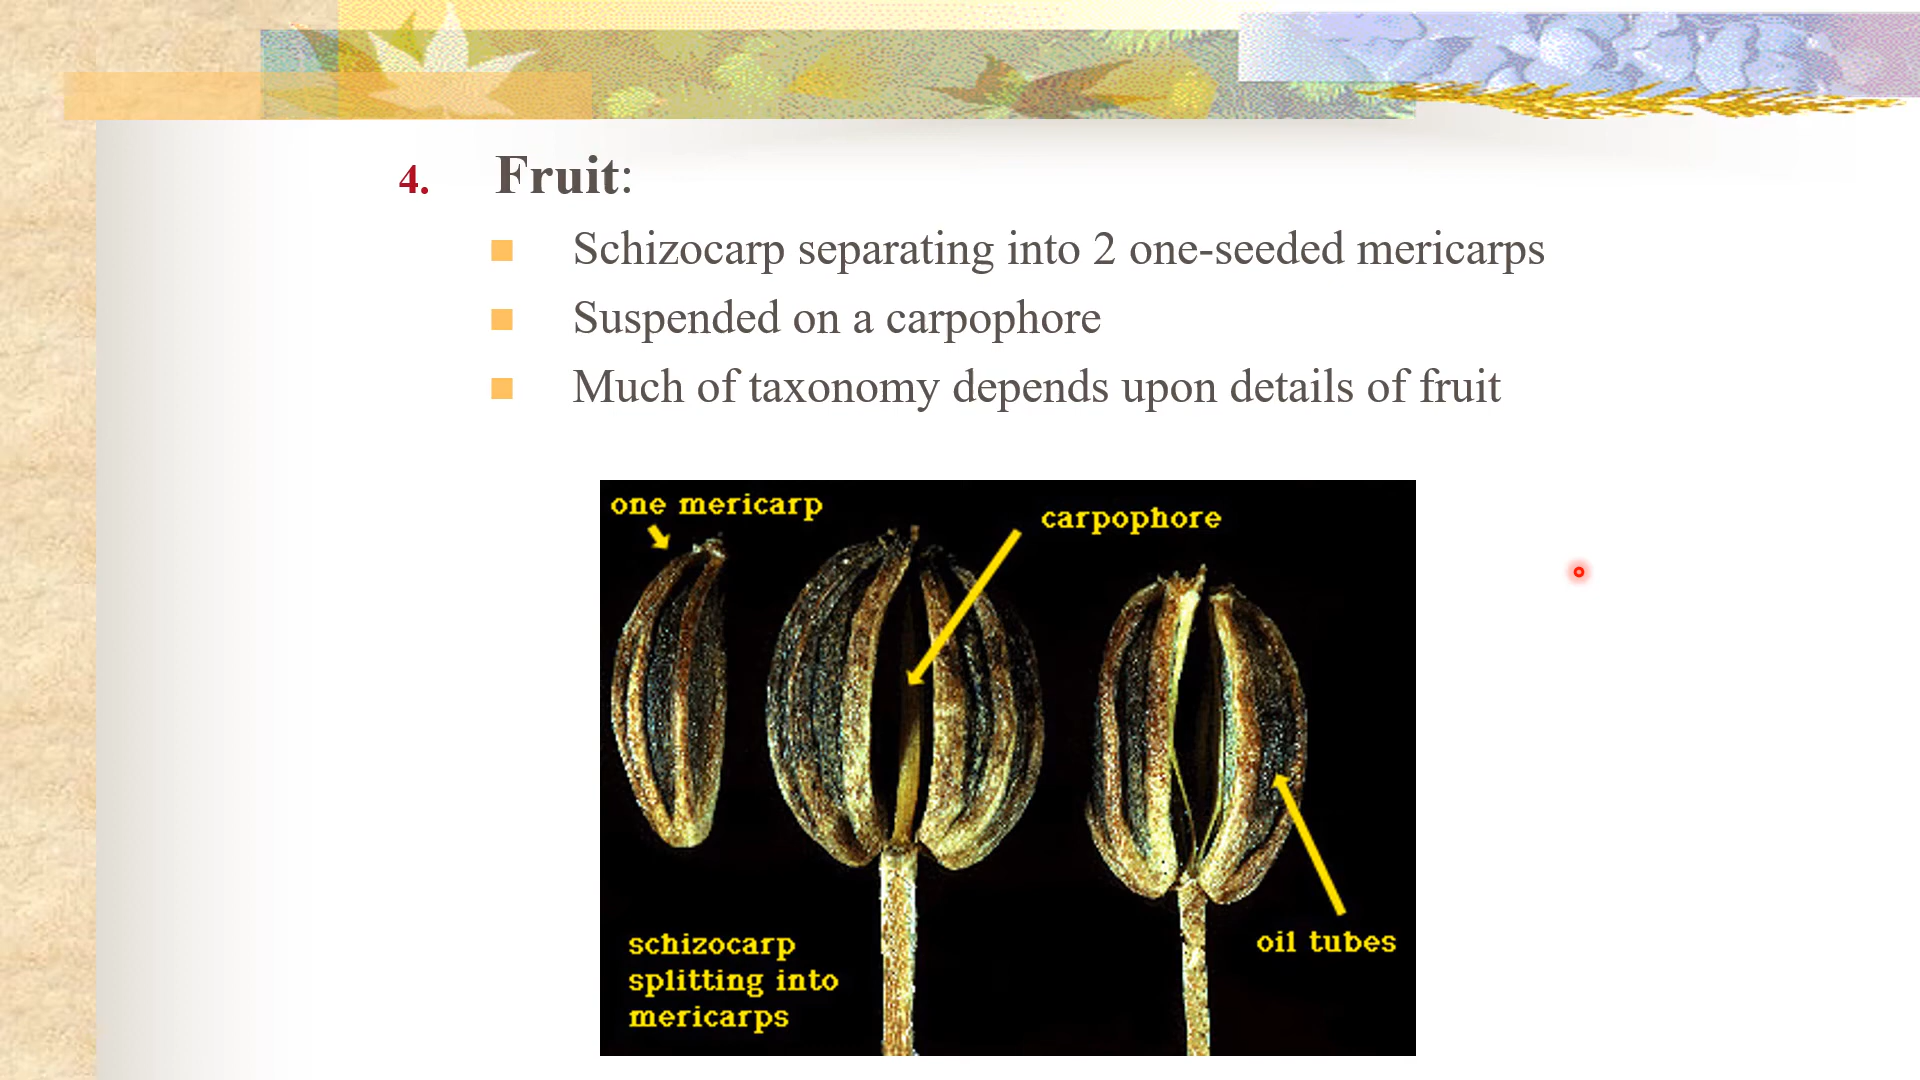 4. Fruit:
Schizocarp separating into 2 one-seeded mericarps
Suspended on a carpophore
Much of taxonomy depends upon details of fruit
one mericarp
carpophore
oil tubes
schizocarp
splitting into
mericarps